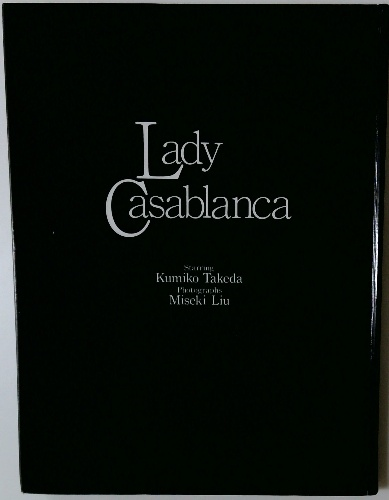 Lady
Casablanca
Starring
Kumiko Takeda
Photographs
Miseki Liu